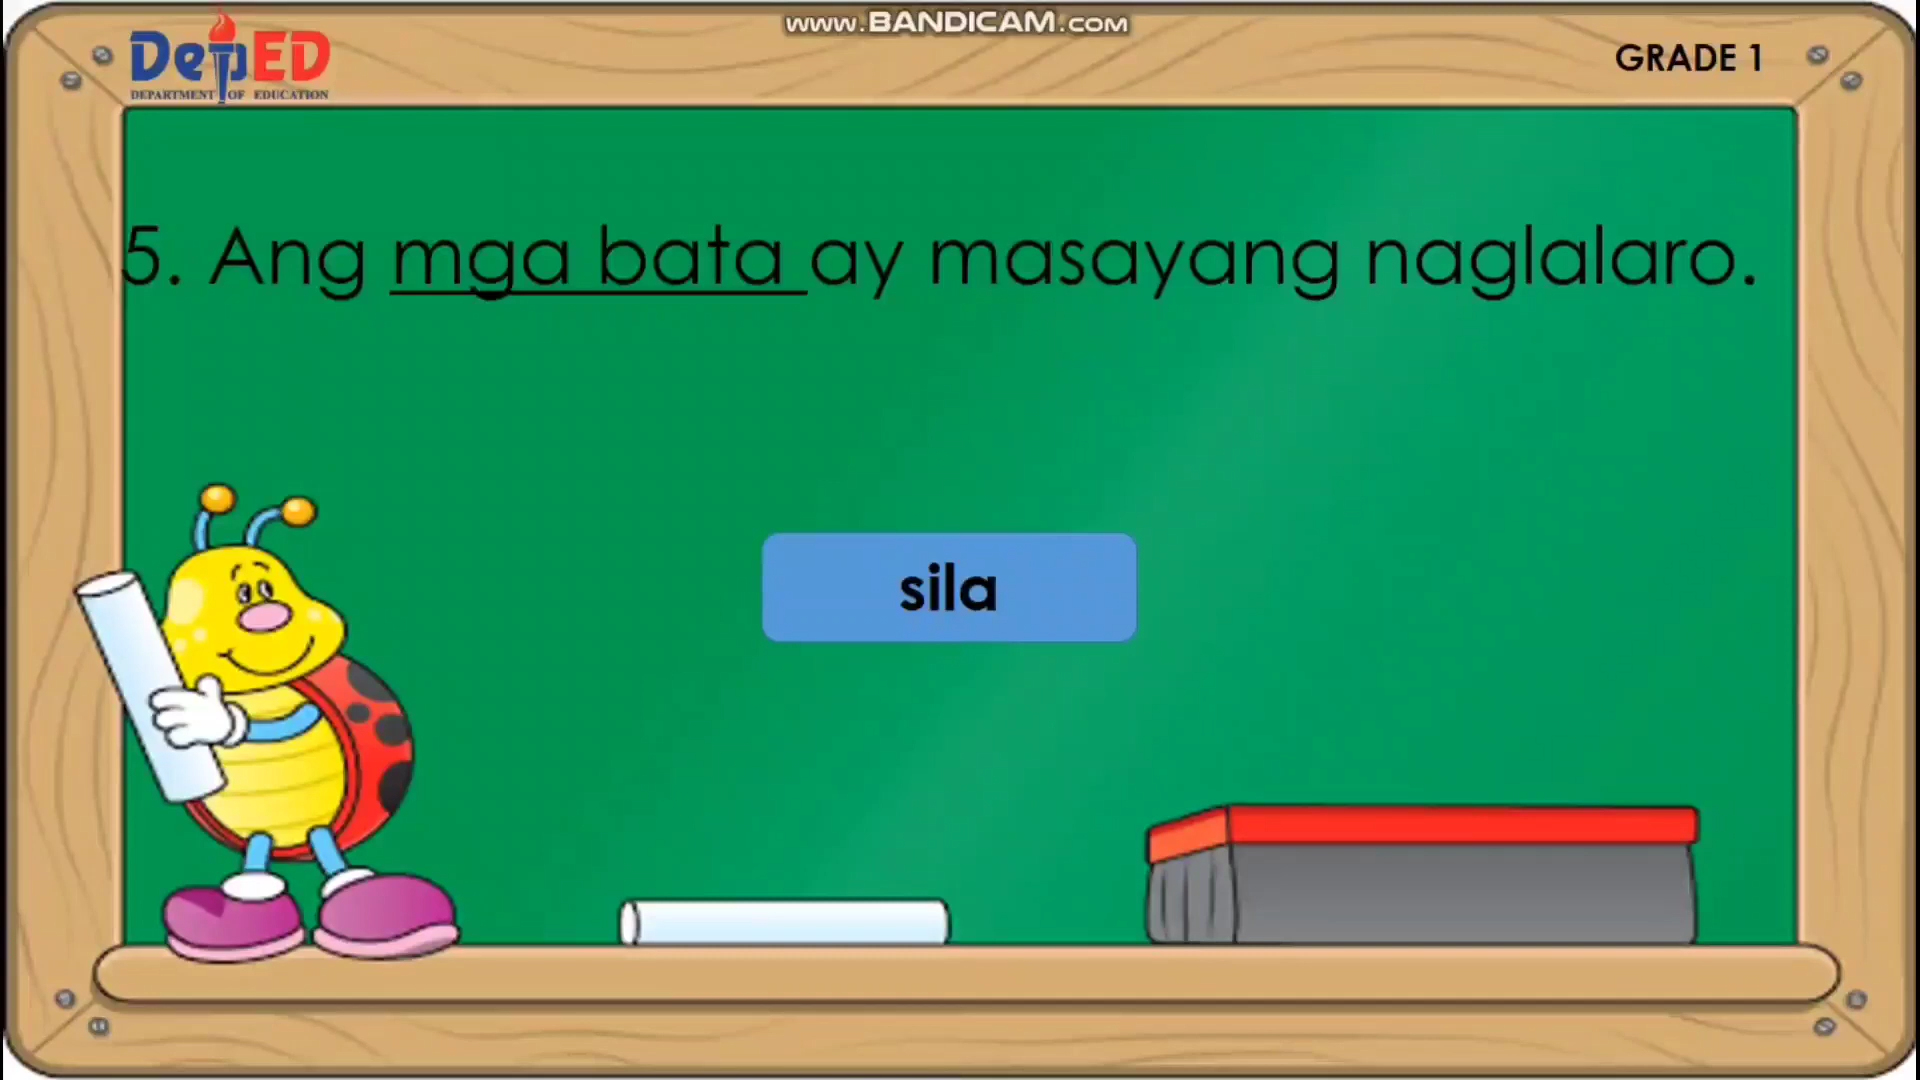 www.BANDICAM.com
DepED
DEPARTMENT OF EDUCATION
GRADE 1
5. Ang mga bata ay masayang naglalaro.
sila